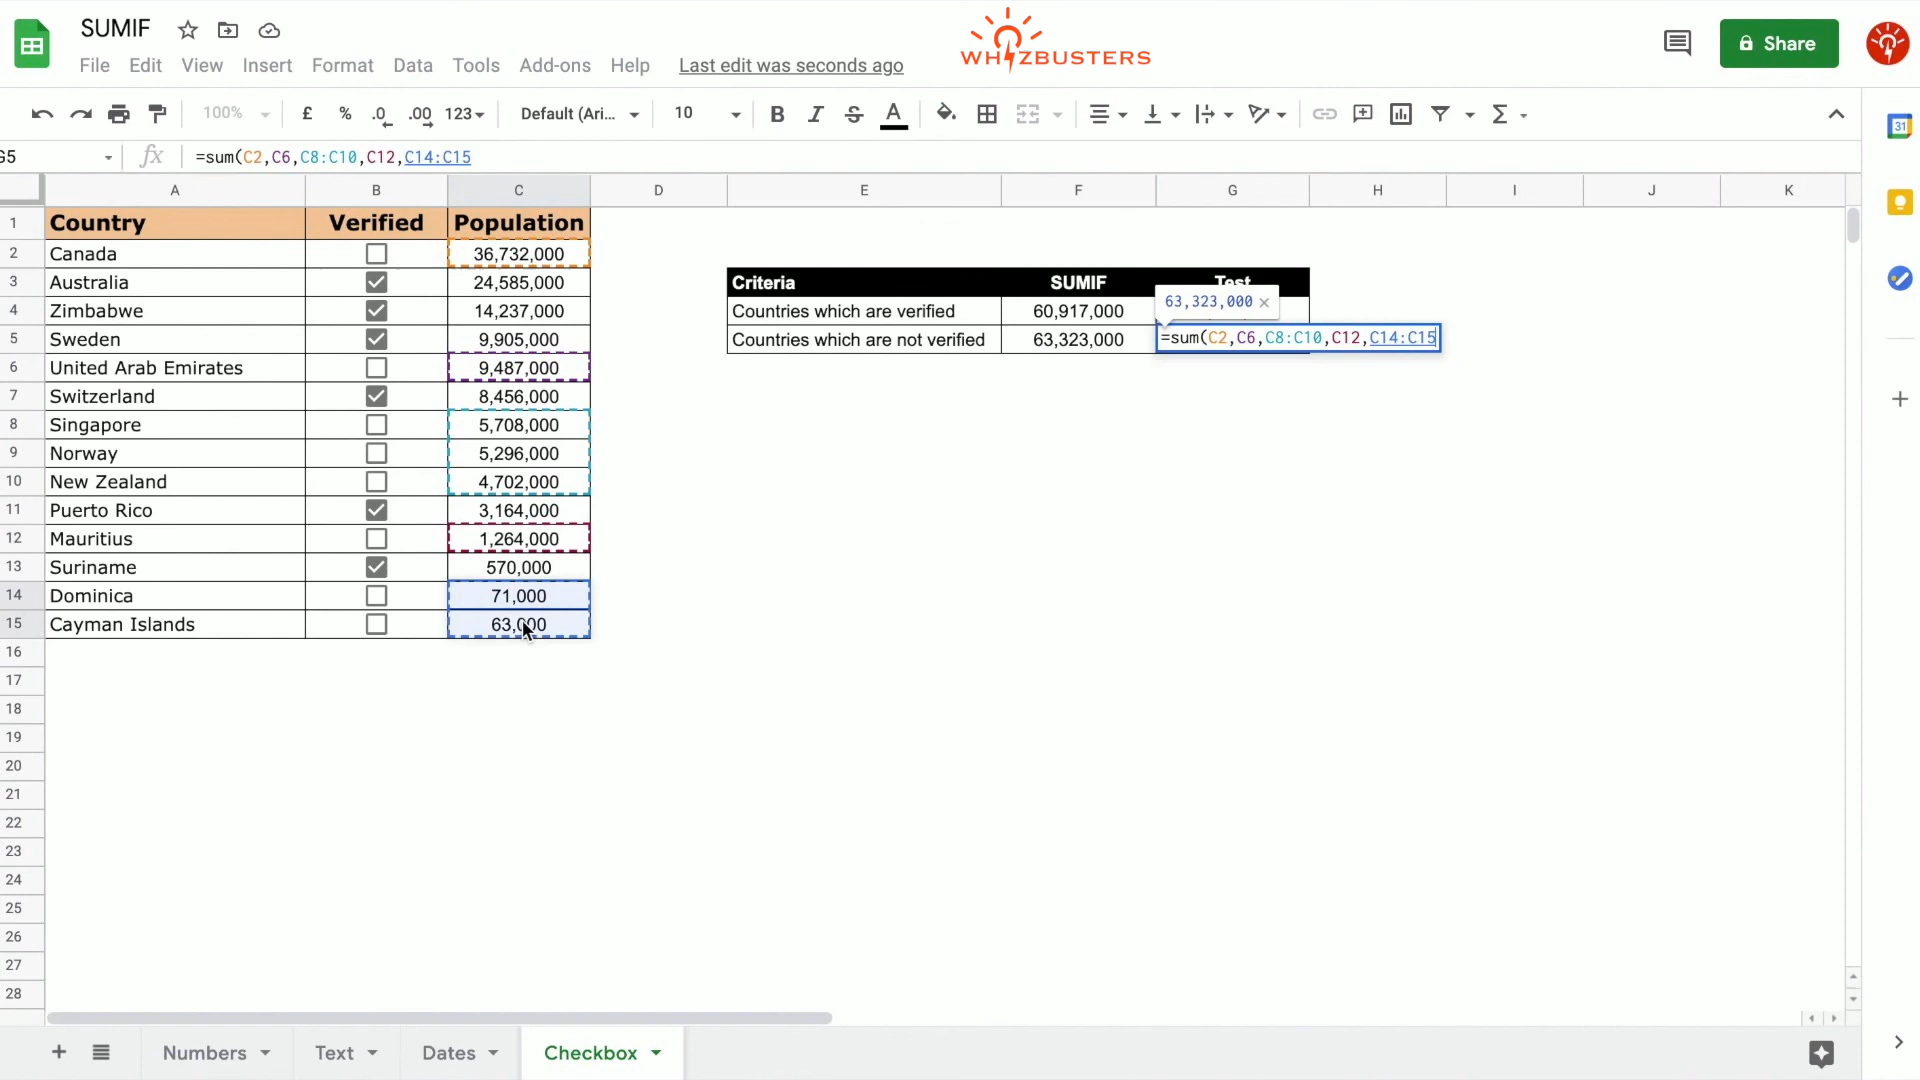 SUMIF
WHIZBUSTERS
Share
File Edit View Insert Format Data Tools Add-ons Help Last edit was seconds ago
100% £ % .0 .00 123 Default (Ari... 10 B I S A Σ
31
G5 fx =sum(C2,C6,C8:C10,C12,C14:C15
A B C D E F G H I J K
1 Country Verified Population
2 Canada 36,732,000
3 Australia 24,585,000 Criteria SUMIF Test
63,323,000 ×
4 Zimbabwe 14,237,000 Countries which are verified 60,917,000
5 Sweden 9,905,000 Countries which are not verified 63,323,000 =sum(C2,C6,C8:C10,C12,C14:C15
6 United Arab Emirates 9,487,000
7 Switzerland 8,456,000
8 Singapore 5,708,000
9 Norway 5,296,000
10 New Zealand 4,702,000
11 Puerto Rico 3,164,000
12 Mauritius 1,264,000
13 Suriname 570,000
14 Dominica 71,000
15 Cayman Islands 63,000
16
17
18
19
20
21
22
23
24
25
26
27
28
Numbers Text Dates Checkbox